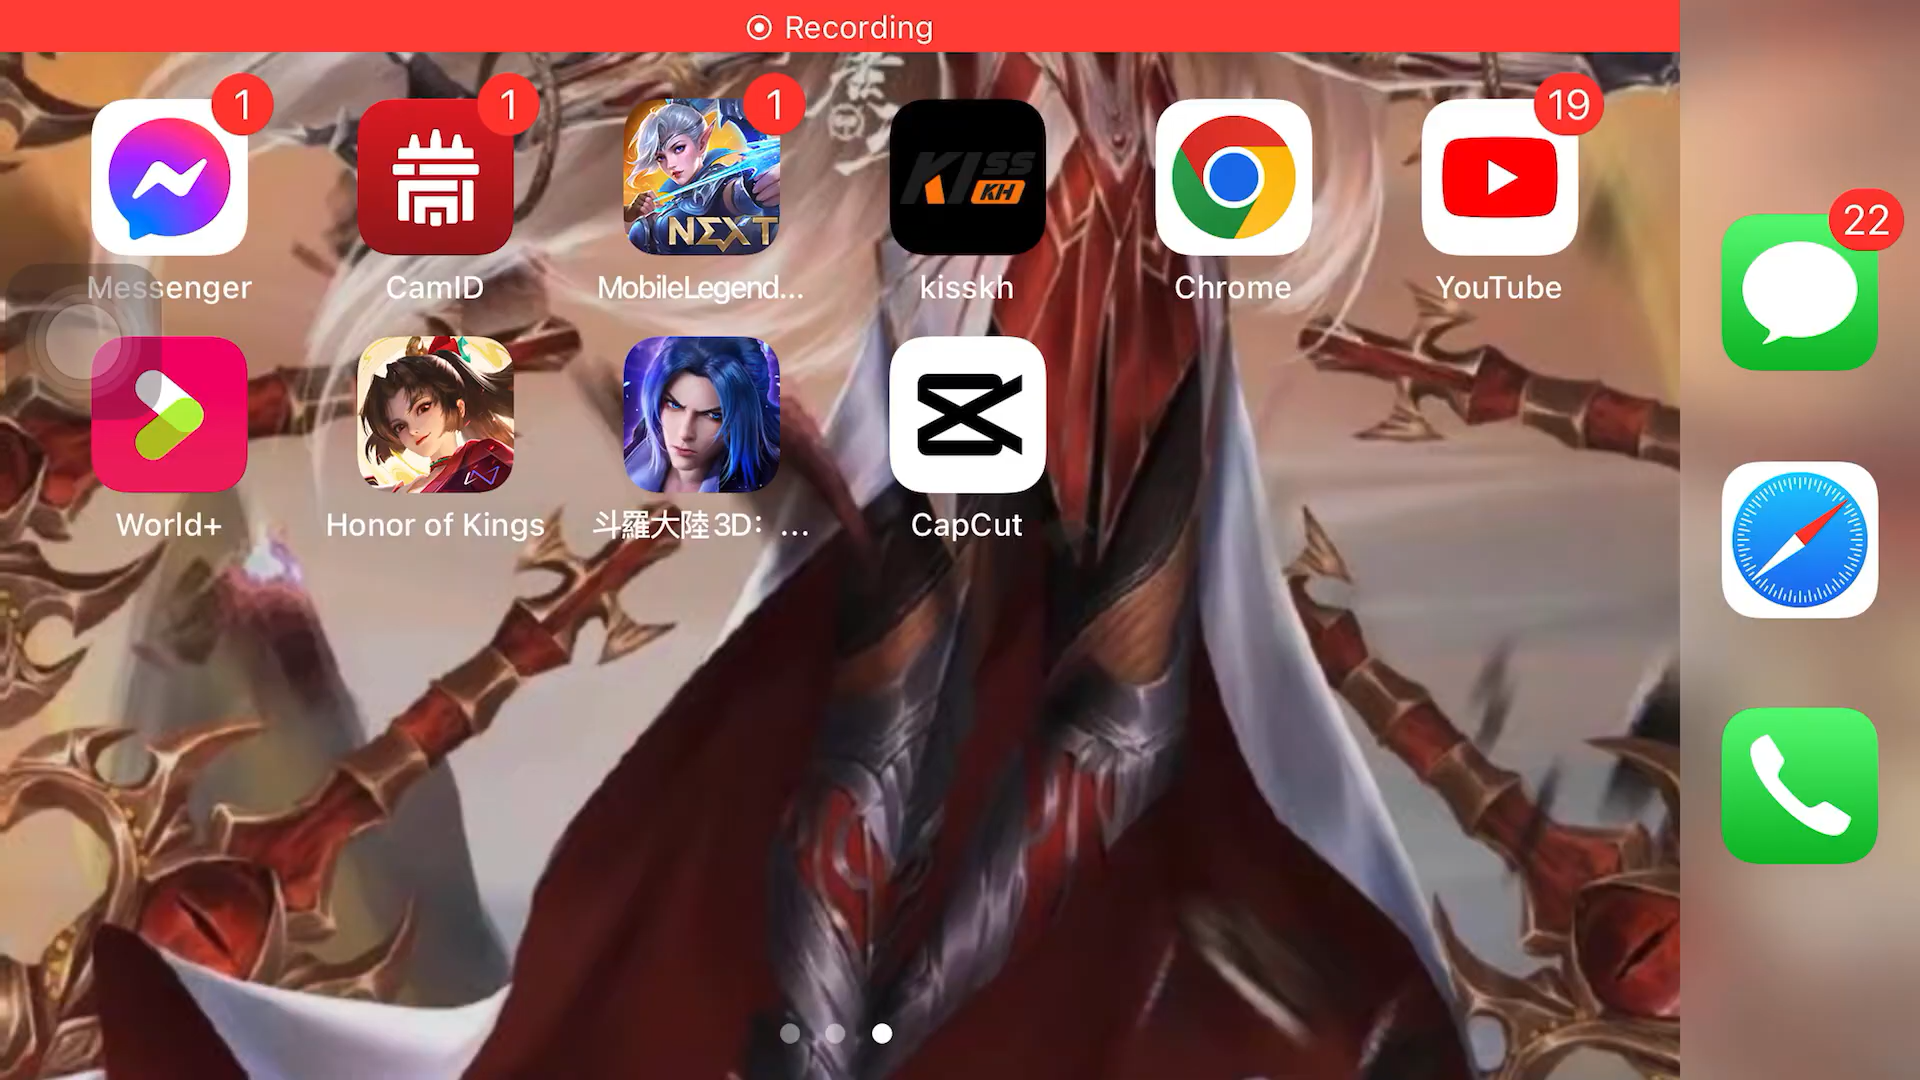 Recording
1
1
1
19
NEXT
KISS
KH
Messenger
CamID
MobileLegend...
kisskh
Chrome
YouTube
22
World+
Honor of Kings
斗羅大陸3D：...
CapCut